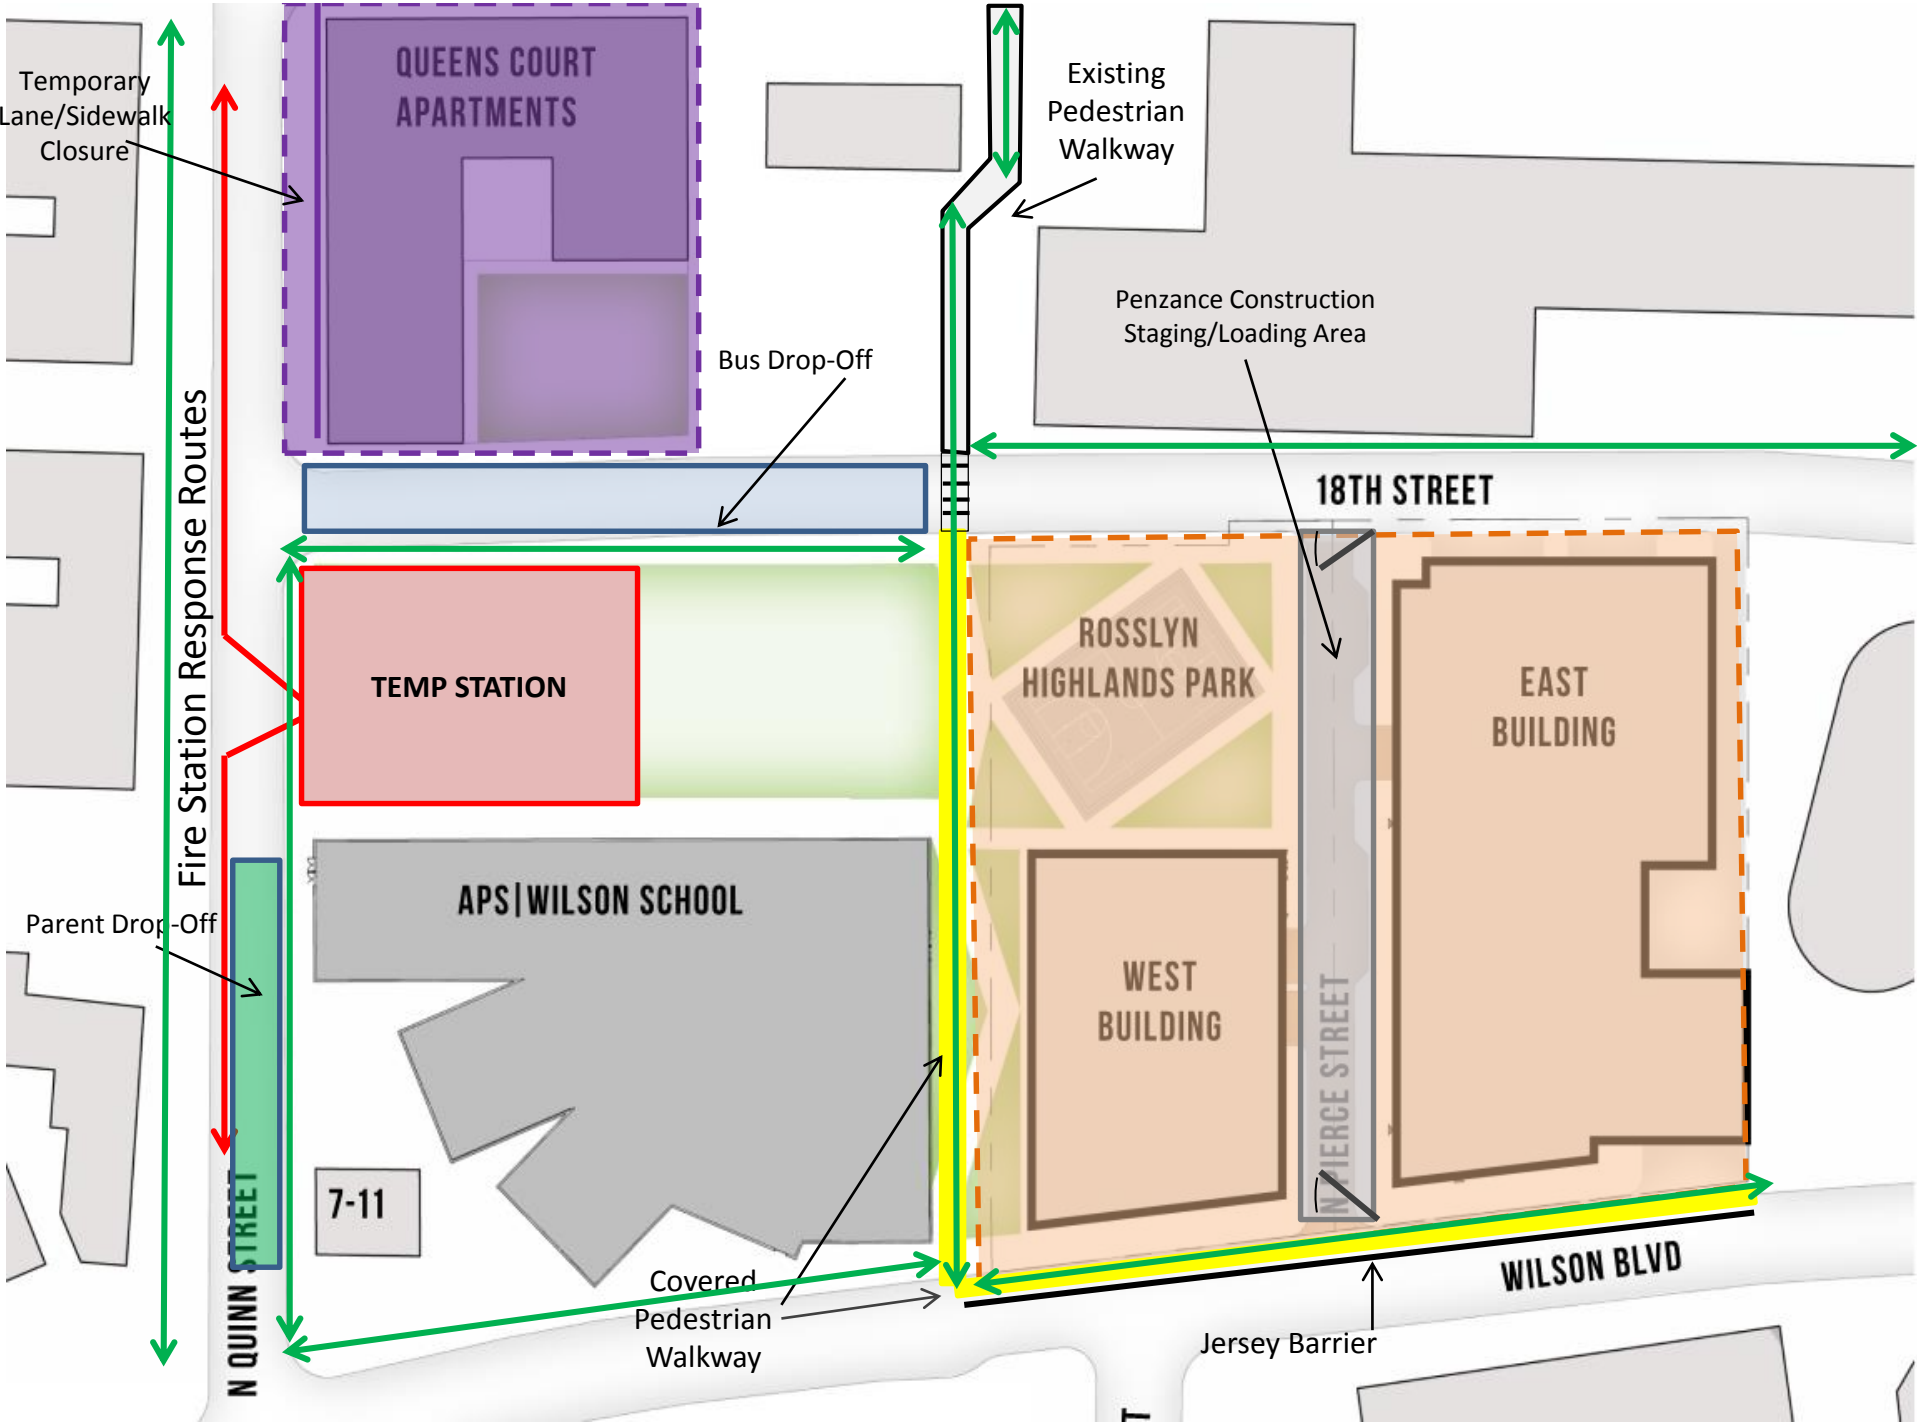 QUEENS COURT
APARTMENTS
Temporary
Lane/Sidewalk
Closure
Existing
Pedestrian
Walkway
Penzance Construction
Staging/Loading Area
Bus Drop-Off
18TH STREET
Fire Station Response Routes
TEMP STATION
ROSSLYN
HIGHLANDS PARK
EAST
BUILDING
Parent Drop-Off
APS|WILSON SCHOOL
WEST
BUILDING
N PIERCE STREET
7-11
N QUINN STREET
Covered
Pedestrian
Walkway
WILSON BLVD
Jersey Barrier
T